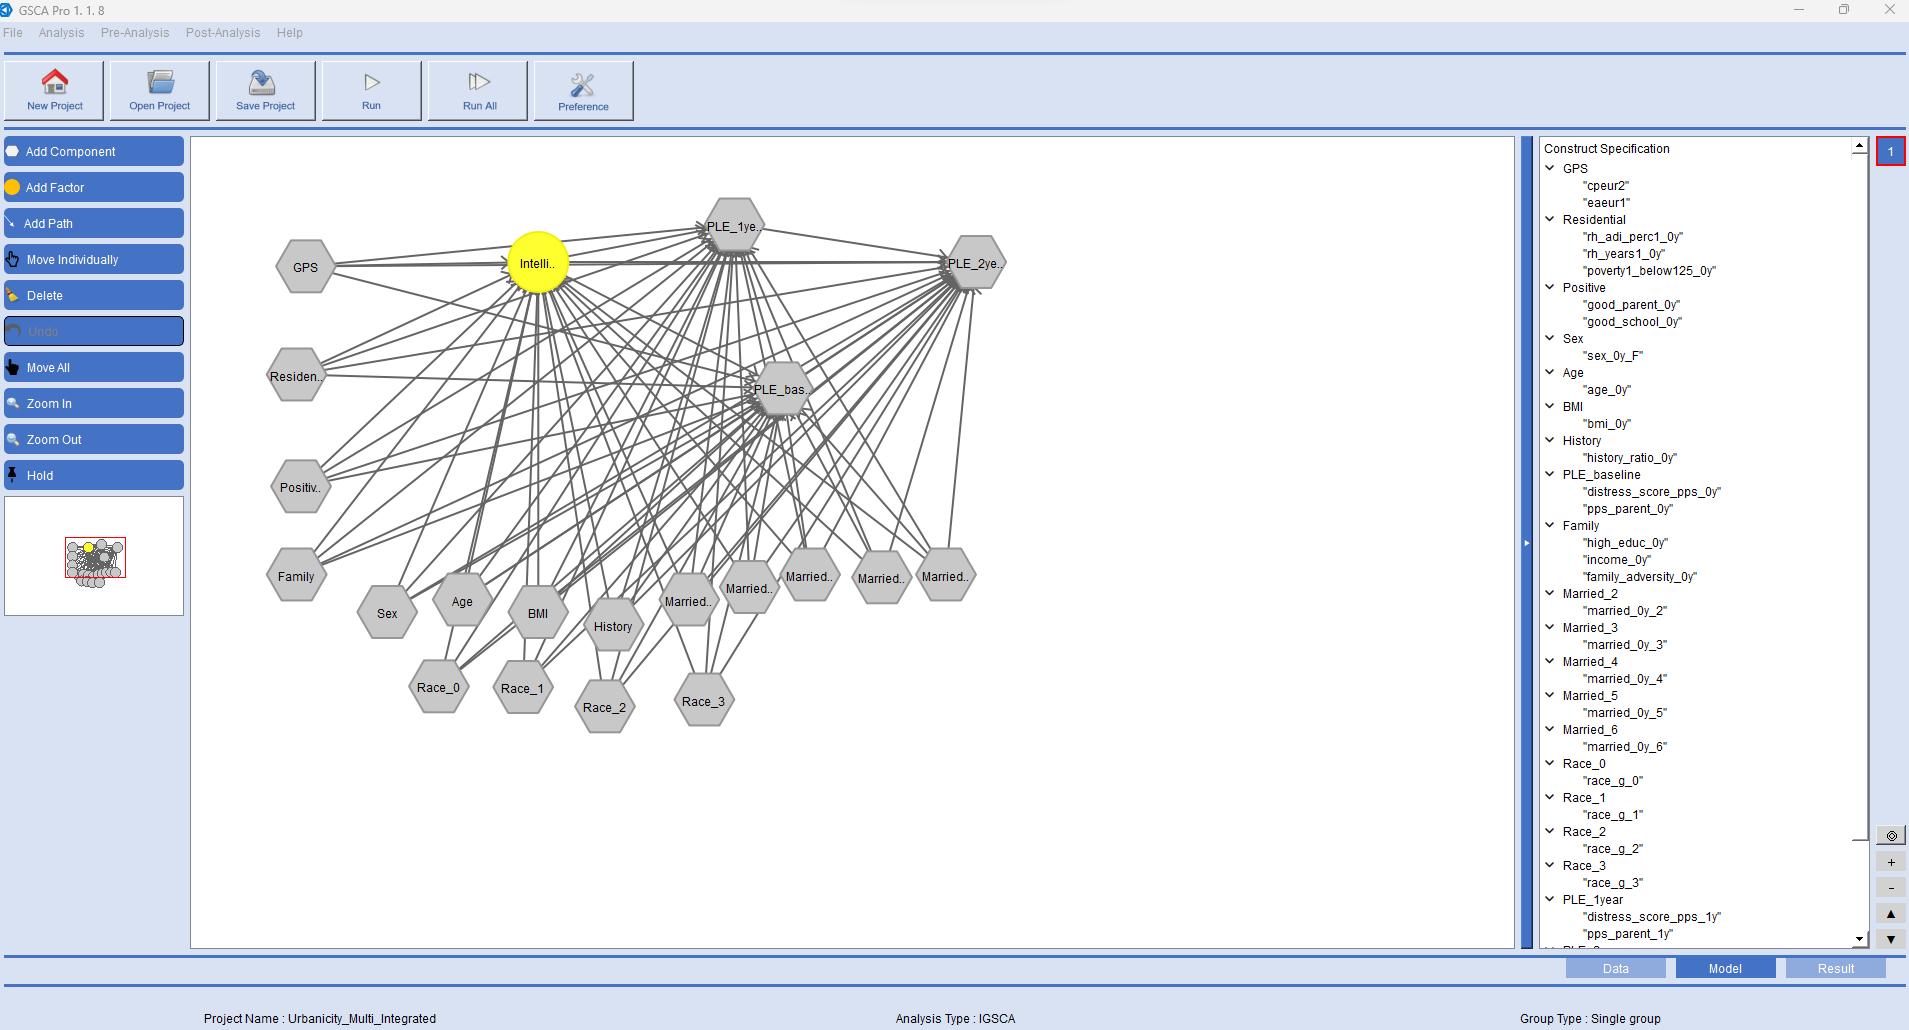 GSCA Pro 1. 1. 8
File Analysis Pre-Analysis Post-Analysis Help
New Project Open Project Save Project Run Run All Preference
Add Component
Add Factor
Add Path
Move Individually
Delete
Undo
Move All
Zoom In
Zoom Out
Hold
PLE_1ye..
GPS
Intelli..
PLE_2ye..
Residen..
PLE_bas..
Positiv..
Family
Sex
Age
BMI
History
Married..
Married..
Married..
Married..
Married..
Race_0
Race_1
Race_2
Race_3
Construct Specification
GPS
"cpeur2"
"eaeur1"
Residential
"rh_adi_perc1_0y"
"rh_years1_0y"
"poverty1_below125_0y"
Positive
"good_parent_0y"
"good_school_0y"
Sex
"sex_0y_F"
Age
"age_0y"
BMI
"bmi_0y"
History
"history_ratio_0y"
PLE_baseline
"distress_score_pps_0y"
"pps_parent_0y"
Family
"high_educ_0y"
"income_0y"
"family_adversity_0y"
Married_2
"married_0y_2"
Married_3
"married_0y_3"
Married_4
"married_0y_4"
Married_5
"married_0y_5"
Married_6
"married_0y_6"
Race_0
"race_g_0"
Race_1
"race_g_1"
Race_2
"race_g_2"
Race_3
"race_g_3"
PLE_1year
"distress_score_pps_1y"
"pps_parent_1y"
1
+
-
Data Model Result
Project Name : Urbanicity_Multi_Integrated Analysis Type : IGSCA Group Type : Single group